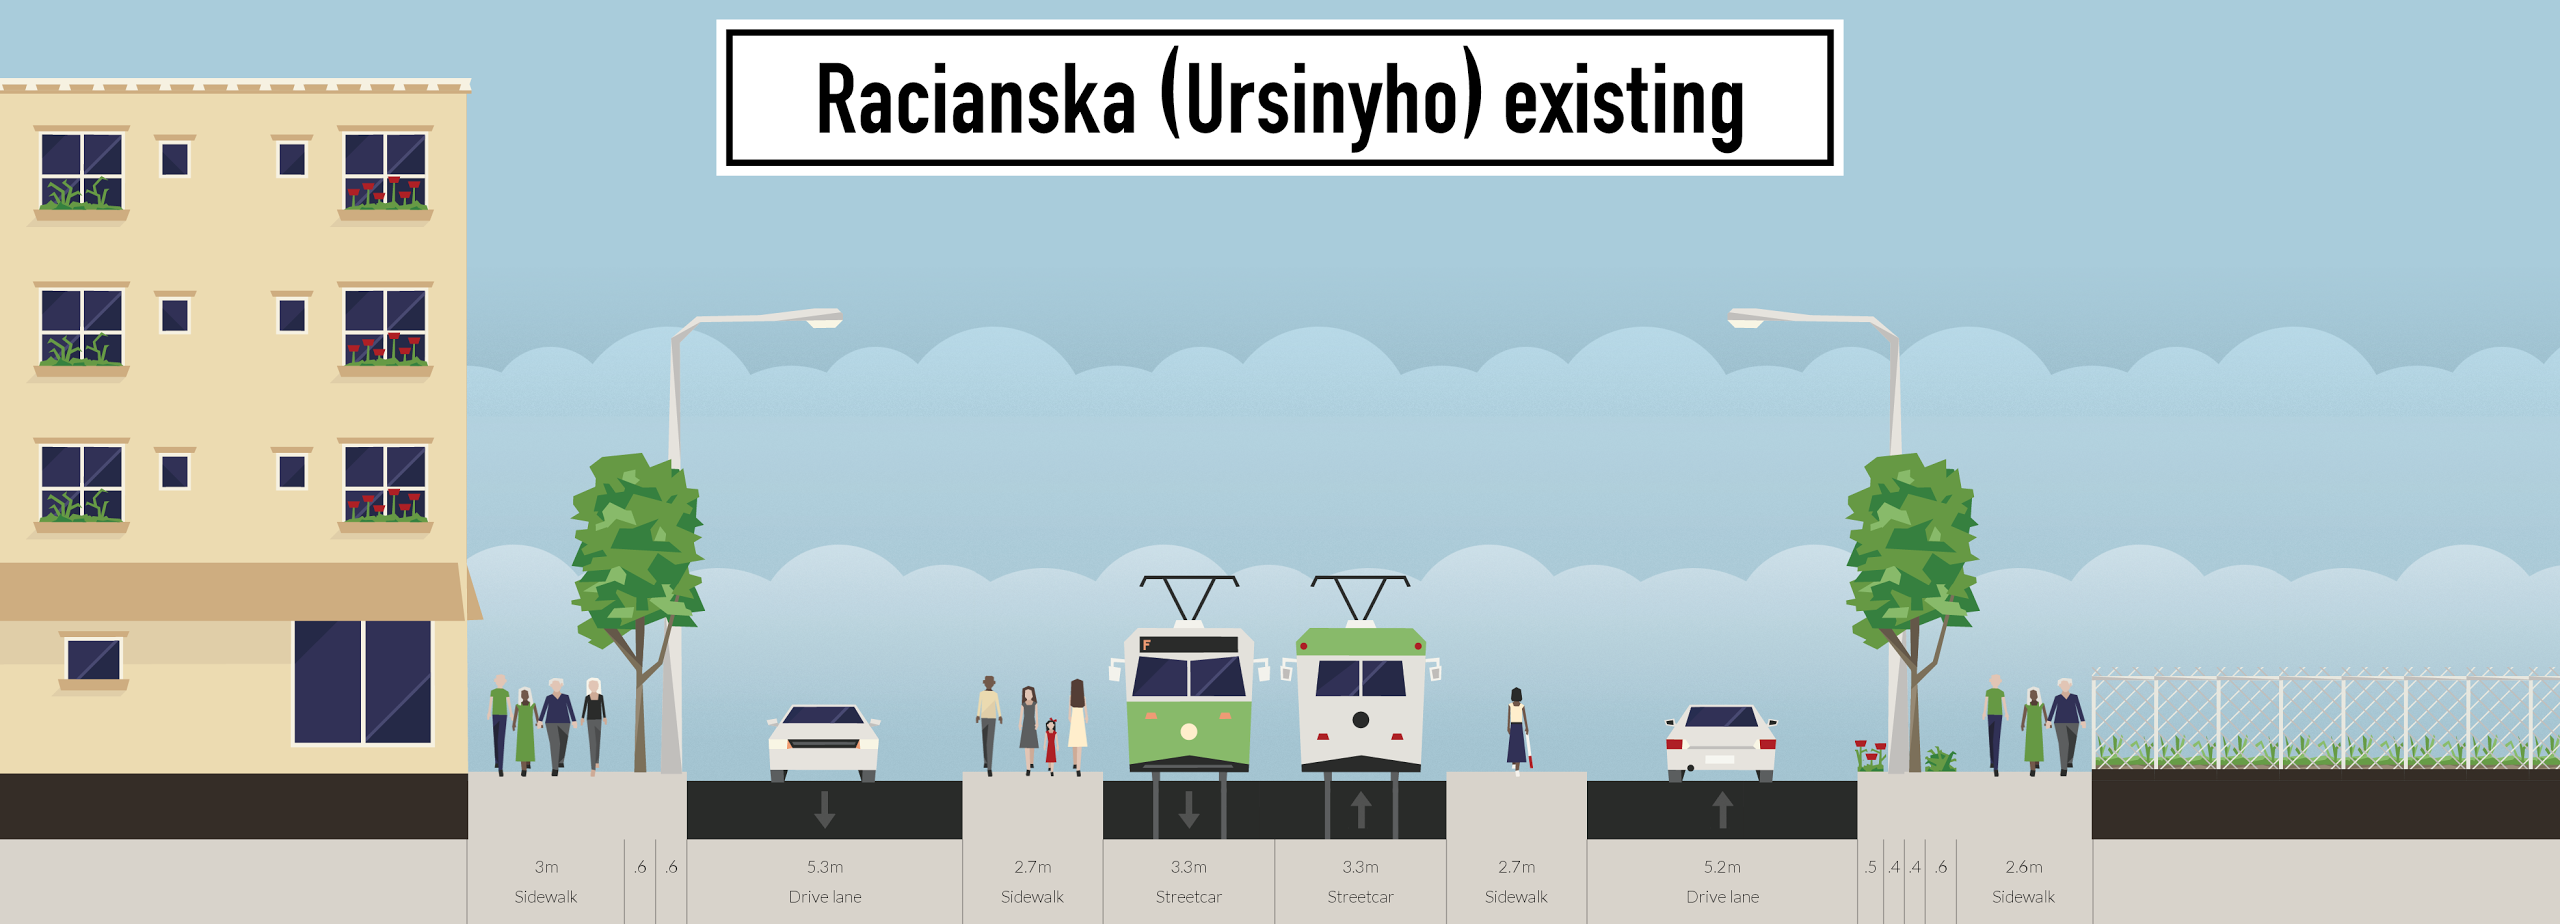 Racianska (Ursinyho) existing
F
3m
Sidewalk
.6
.6
5.3m
Drive lane
2.7m
Sidewalk
3.3m
Streetcar
3.3m
Streetcar
2.7m
Sidewalk
5.2m
Drive lane
.5
.4
.4
.6
2.6m
Sidewalk